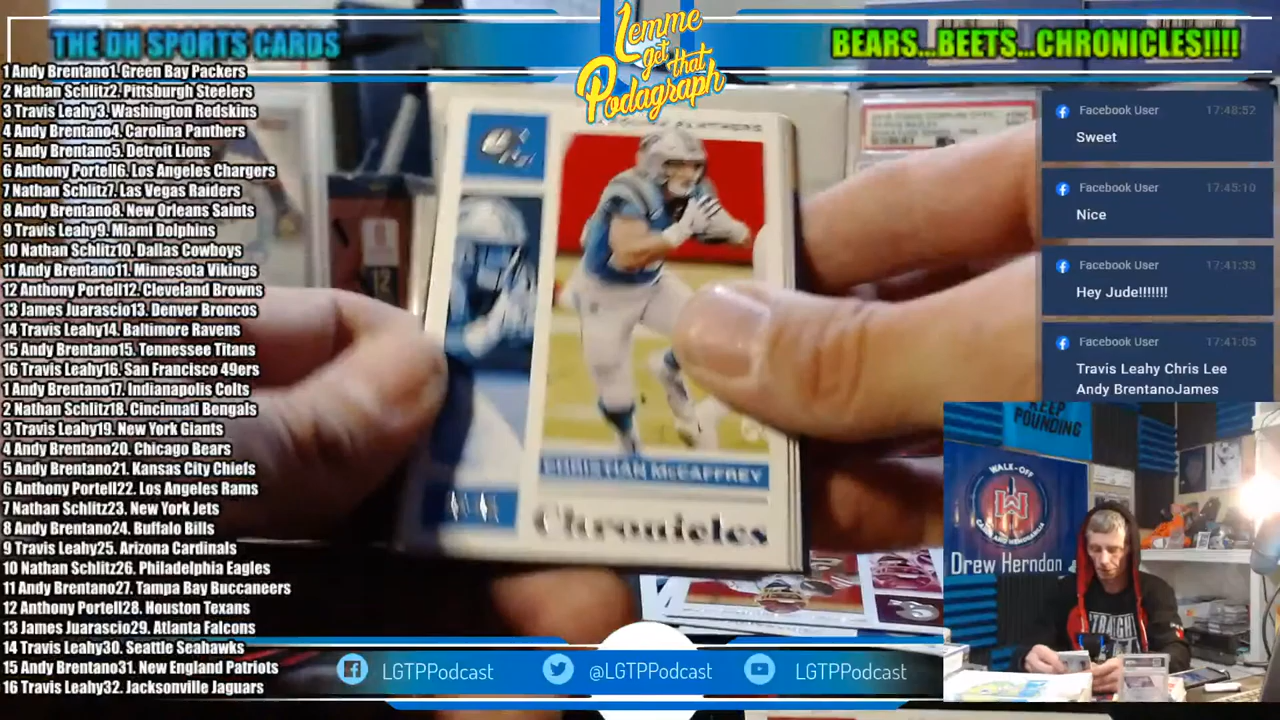 THE DH SPORTS CARDS
Lemme
get
that
Podagraph
BEARS...BEETS...CHRONICLES!!!!
1 Andy Brentano1. Green Bay Packers
2 Nathan Schlitz2. Pittsburgh Steelers
3 Travis Leahy3. Washington Redskins
4 Andy Brentano4. Carolina Panthers
5 Andy Brentano5. Detroit Lions
6 Anthony Portell6. Los Angeles Chargers
7 Nathan Schlitz7. Las Vegas Raiders
8 Andy Brentano8. New Orleans Saints
9 Travis Leahy9. Miami Dolphins
10 Nathan Schlitz10. Dallas Cowboys
11 Andy Brentano11. Minnesota Vikings
12 Anthony Portell12. Cleveland Browns
13 James Juarascio13. Denver Broncos
14 Travis Leahy14. Baltimore Ravens
15 Andy Brentano15. Tennessee Titans
16 Travis Leahy16. San Francisco 49ers
1 Andy Brentano17. Indianapolis Colts
2 Nathan Schlitz18. Cincinnati Bengals
3 Travis Leahy19. New York Giants
4 Andy Brentano20. Chicago Bears
5 Andy Brentano21. Kansas City Chiefs
6 Anthony Portell22. Los Angeles Rams
7 Nathan Schlitz23. New York Jets
8 Andy Brentano24. Buffalo Bills
9 Travis Leahy25. Arizona Cardinals
10 Nathan Schlitz26. Philadelphia Eagles
11 Andy Brentano27. Tampa Bay Buccaneers
12 Anthony Portell28. Houston Texans
13 James Juarascio29. Atlanta Falcons
14 Travis Leahy30. Seattle Seahawks
15 Andy Brentano31. New England Patriots
16 Travis Leahy32. Jacksonville Jaguars
CHRISTIAN McCAFFREY
Chronicles
12
Facebook User 17:48:52
Sweet
Facebook User 17:45:10
Nice
Facebook User 17:41:33
Hey Jude!!!!!!!
Facebook User 17:41:05
Travis Leahy Chris Lee
Andy BrentanoJames
KEEP
POUNDING
WALK-OFF
CARDS AND MEMORABILIA
Drew Herndon
STRAIGHT
LGTPPodcast
@LGTPPodcast
LGTPPodcast